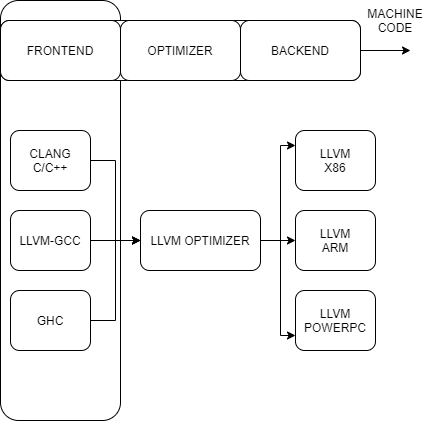 MACHINE
CODE
FRONTEND
OPTIMIZER
BACKEND
CLANG
C/C++
LLVM
X86
LLVM-GCC
LLVM OPTIMIZER
LLVM
ARM
GHC
LLVM
POWERPC